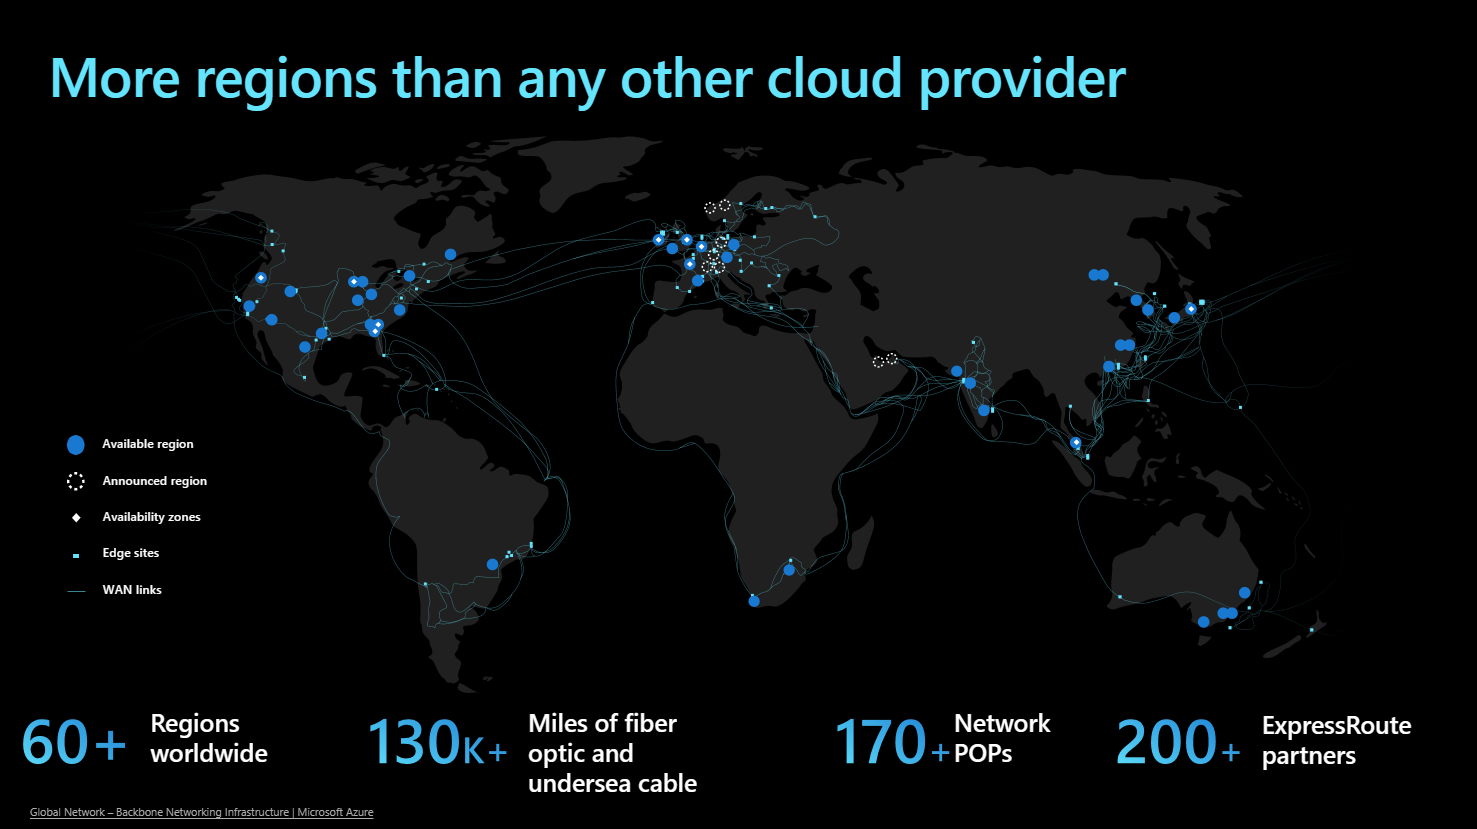 More regions than any other cloud provider
Available region
Announced region
Availability zones
Edge sites
WAN links
60+
Regions
worldwide
130K+
Miles of fiber
optic and
undersea cable
170+
Network
POPs
200+
ExpressRoute
partners
Global Network – Backbone Networking Infrastructure | Microsoft Azure